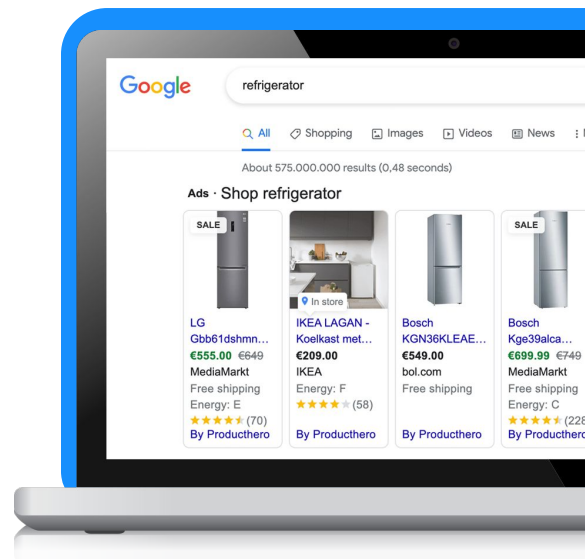 Google
refrigerator
All
Shopping
Images
Videos
News
About 575.000.000 results (0,48 seconds)
Ads · Shop refrigerator
SALE
LG
Gbb61dshmn...
€555.00 €649
MediaMarkt
Free shipping
Energy: E
(70)
By Producthero
In store
IKEA LAGAN -
Koelkast met...
€209.00
IKEA
Energy: F
(58)
By Producthero
Bosch
KGN36KLEAE...
€549.00
bol.com
Free shipping
By Producthero
SALE
Bosch
Kge39alca...
€699.99 €749
MediaMarkt
Free shipping
Energy: C
(228
By Producthero